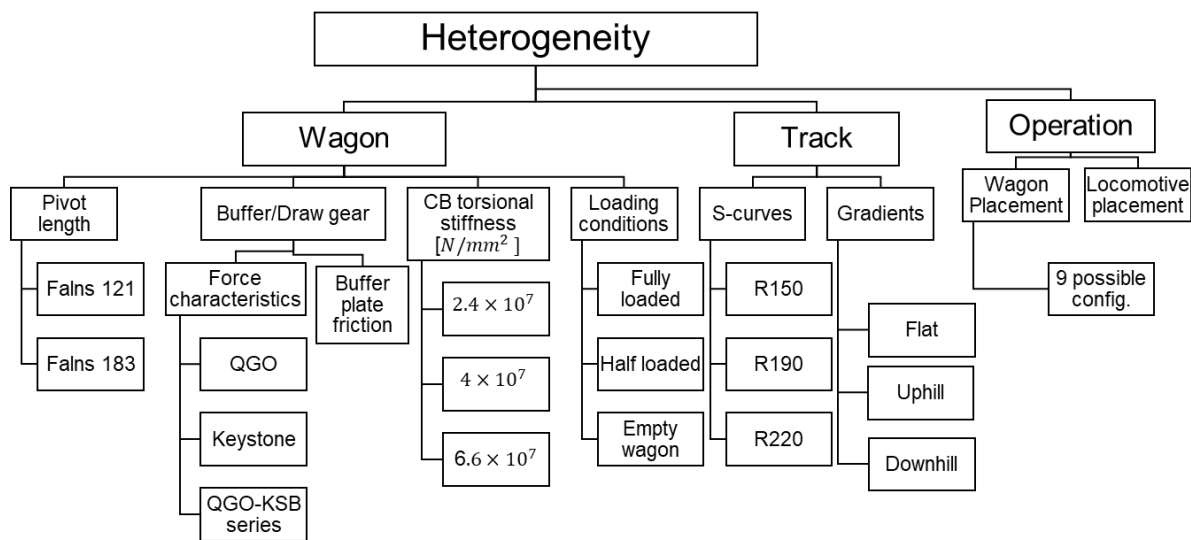 Heterogeneity
Wagon
Track
Operation
Pivot
length
Buffer/Draw gear
CB torsional
stiffness
[N/mm² ]
Loading
conditions
S-curves
Gradients
Wagon
Placement
Locomotive
placement
Falns 121
Falns 183
Force
characteristics
Buffer
plate
friction
QGO
Keystone
QGO-KSB
series
2.4 × 10⁷
4 × 10⁷
6.6 × 10⁷
Fully
loaded
Half loaded
Empty
wagon
R150
R190
R220
Flat
Uphill
Downhill
9 possible
config.